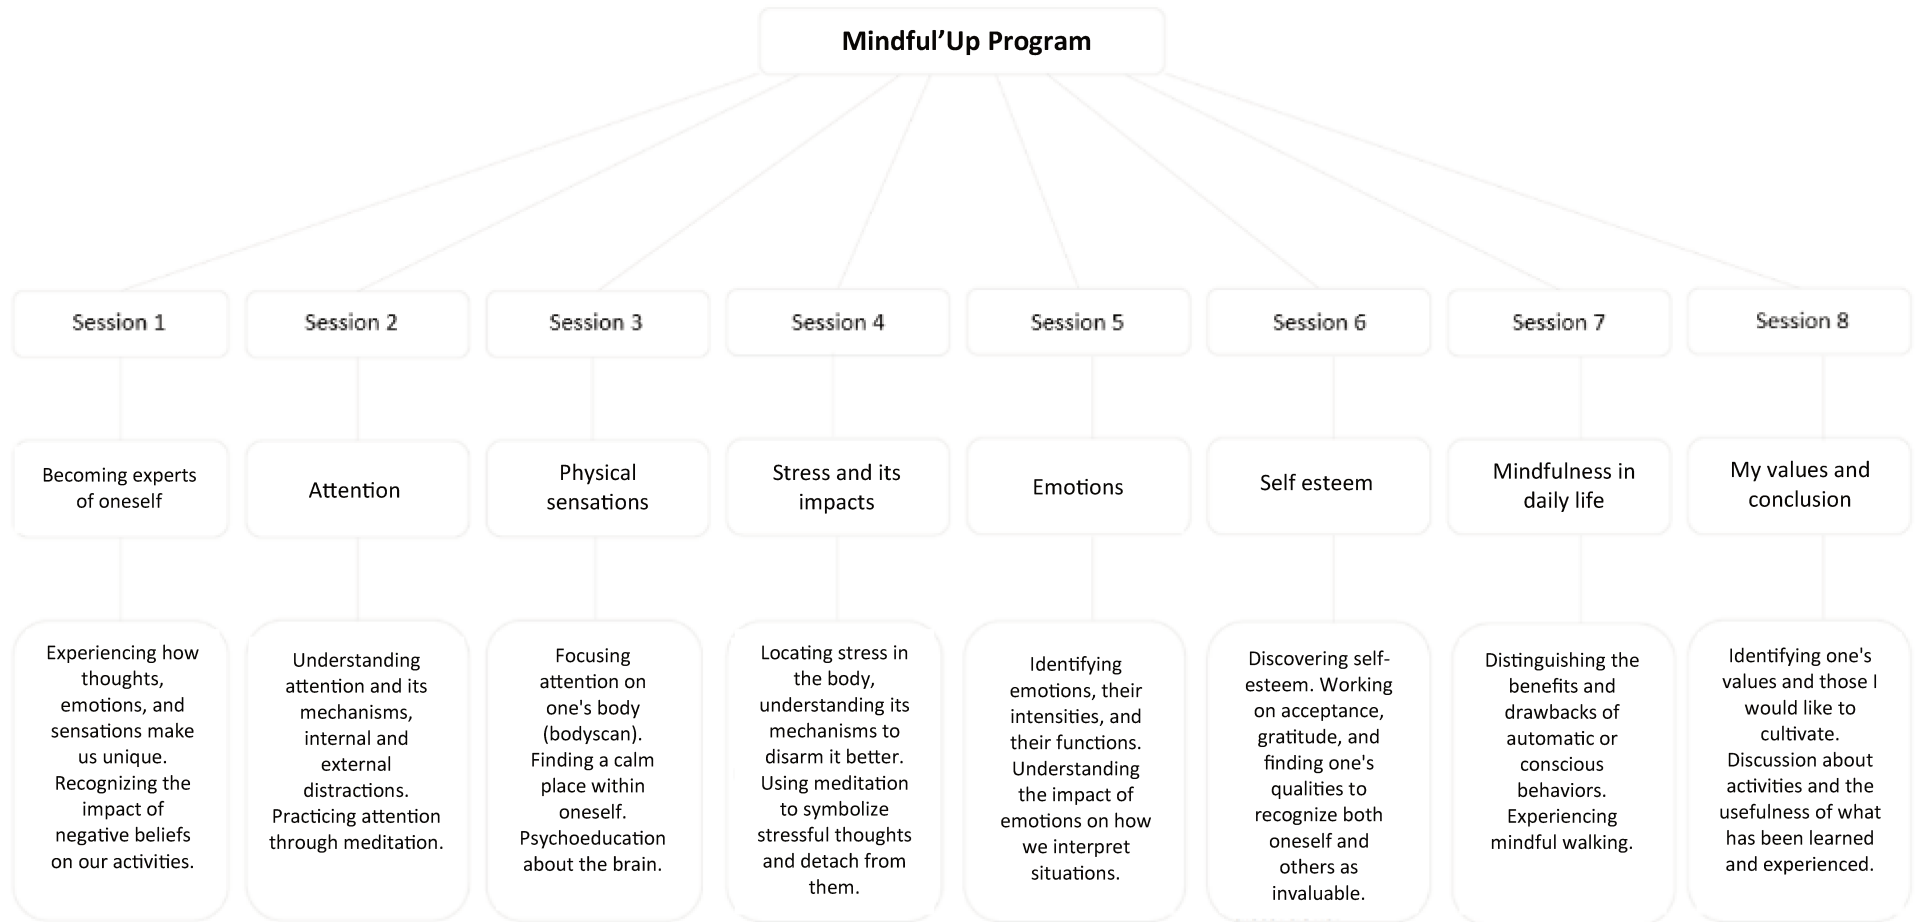 Mindful’Up Program
Session 1
Session 2
Session 3
Session 4
Session 5
Session 6
Session 7
Session 8
Becoming experts
of oneself
Attention
Physical
sensations
Stress and its
impacts
Emotions
Self esteem
Mindfulness in
daily life
My values and
conclusion
Experiencing how
thoughts,
emotions, and
sensations make
us unique.
Recognizing the
impact of
negative beliefs
on our activities.
Understanding
attention and its
mechanisms,
internal and
external
distractions.
Practicing attention
through meditation.
Focusing
attention on
one's body
(bodyscan).
Finding a calm
place within
oneself.
Psychoeducation
about the brain.
Locating stress in
the body,
understanding its
mechanisms to
disarm it better.
Using meditation
to symbolize
stressful thoughts
and detach from
them.
Identifying
emotions, their
intensities, and
their functions.
Understanding
the impact of
emotions on how
we interpret
situations.
Discovering self-
esteem. Working
on acceptance,
gratitude, and
finding one's
qualities to
recognize both
oneself and
others as
invaluable.
Distinguishing the
benefits and
drawbacks of
automatic or
conscious
behaviors.
Experiencing
mindful walking.
Identifying one's
values and those I
would like to
cultivate.
Discussion about
activities and the
usefulness of what
has been learned
and experienced.